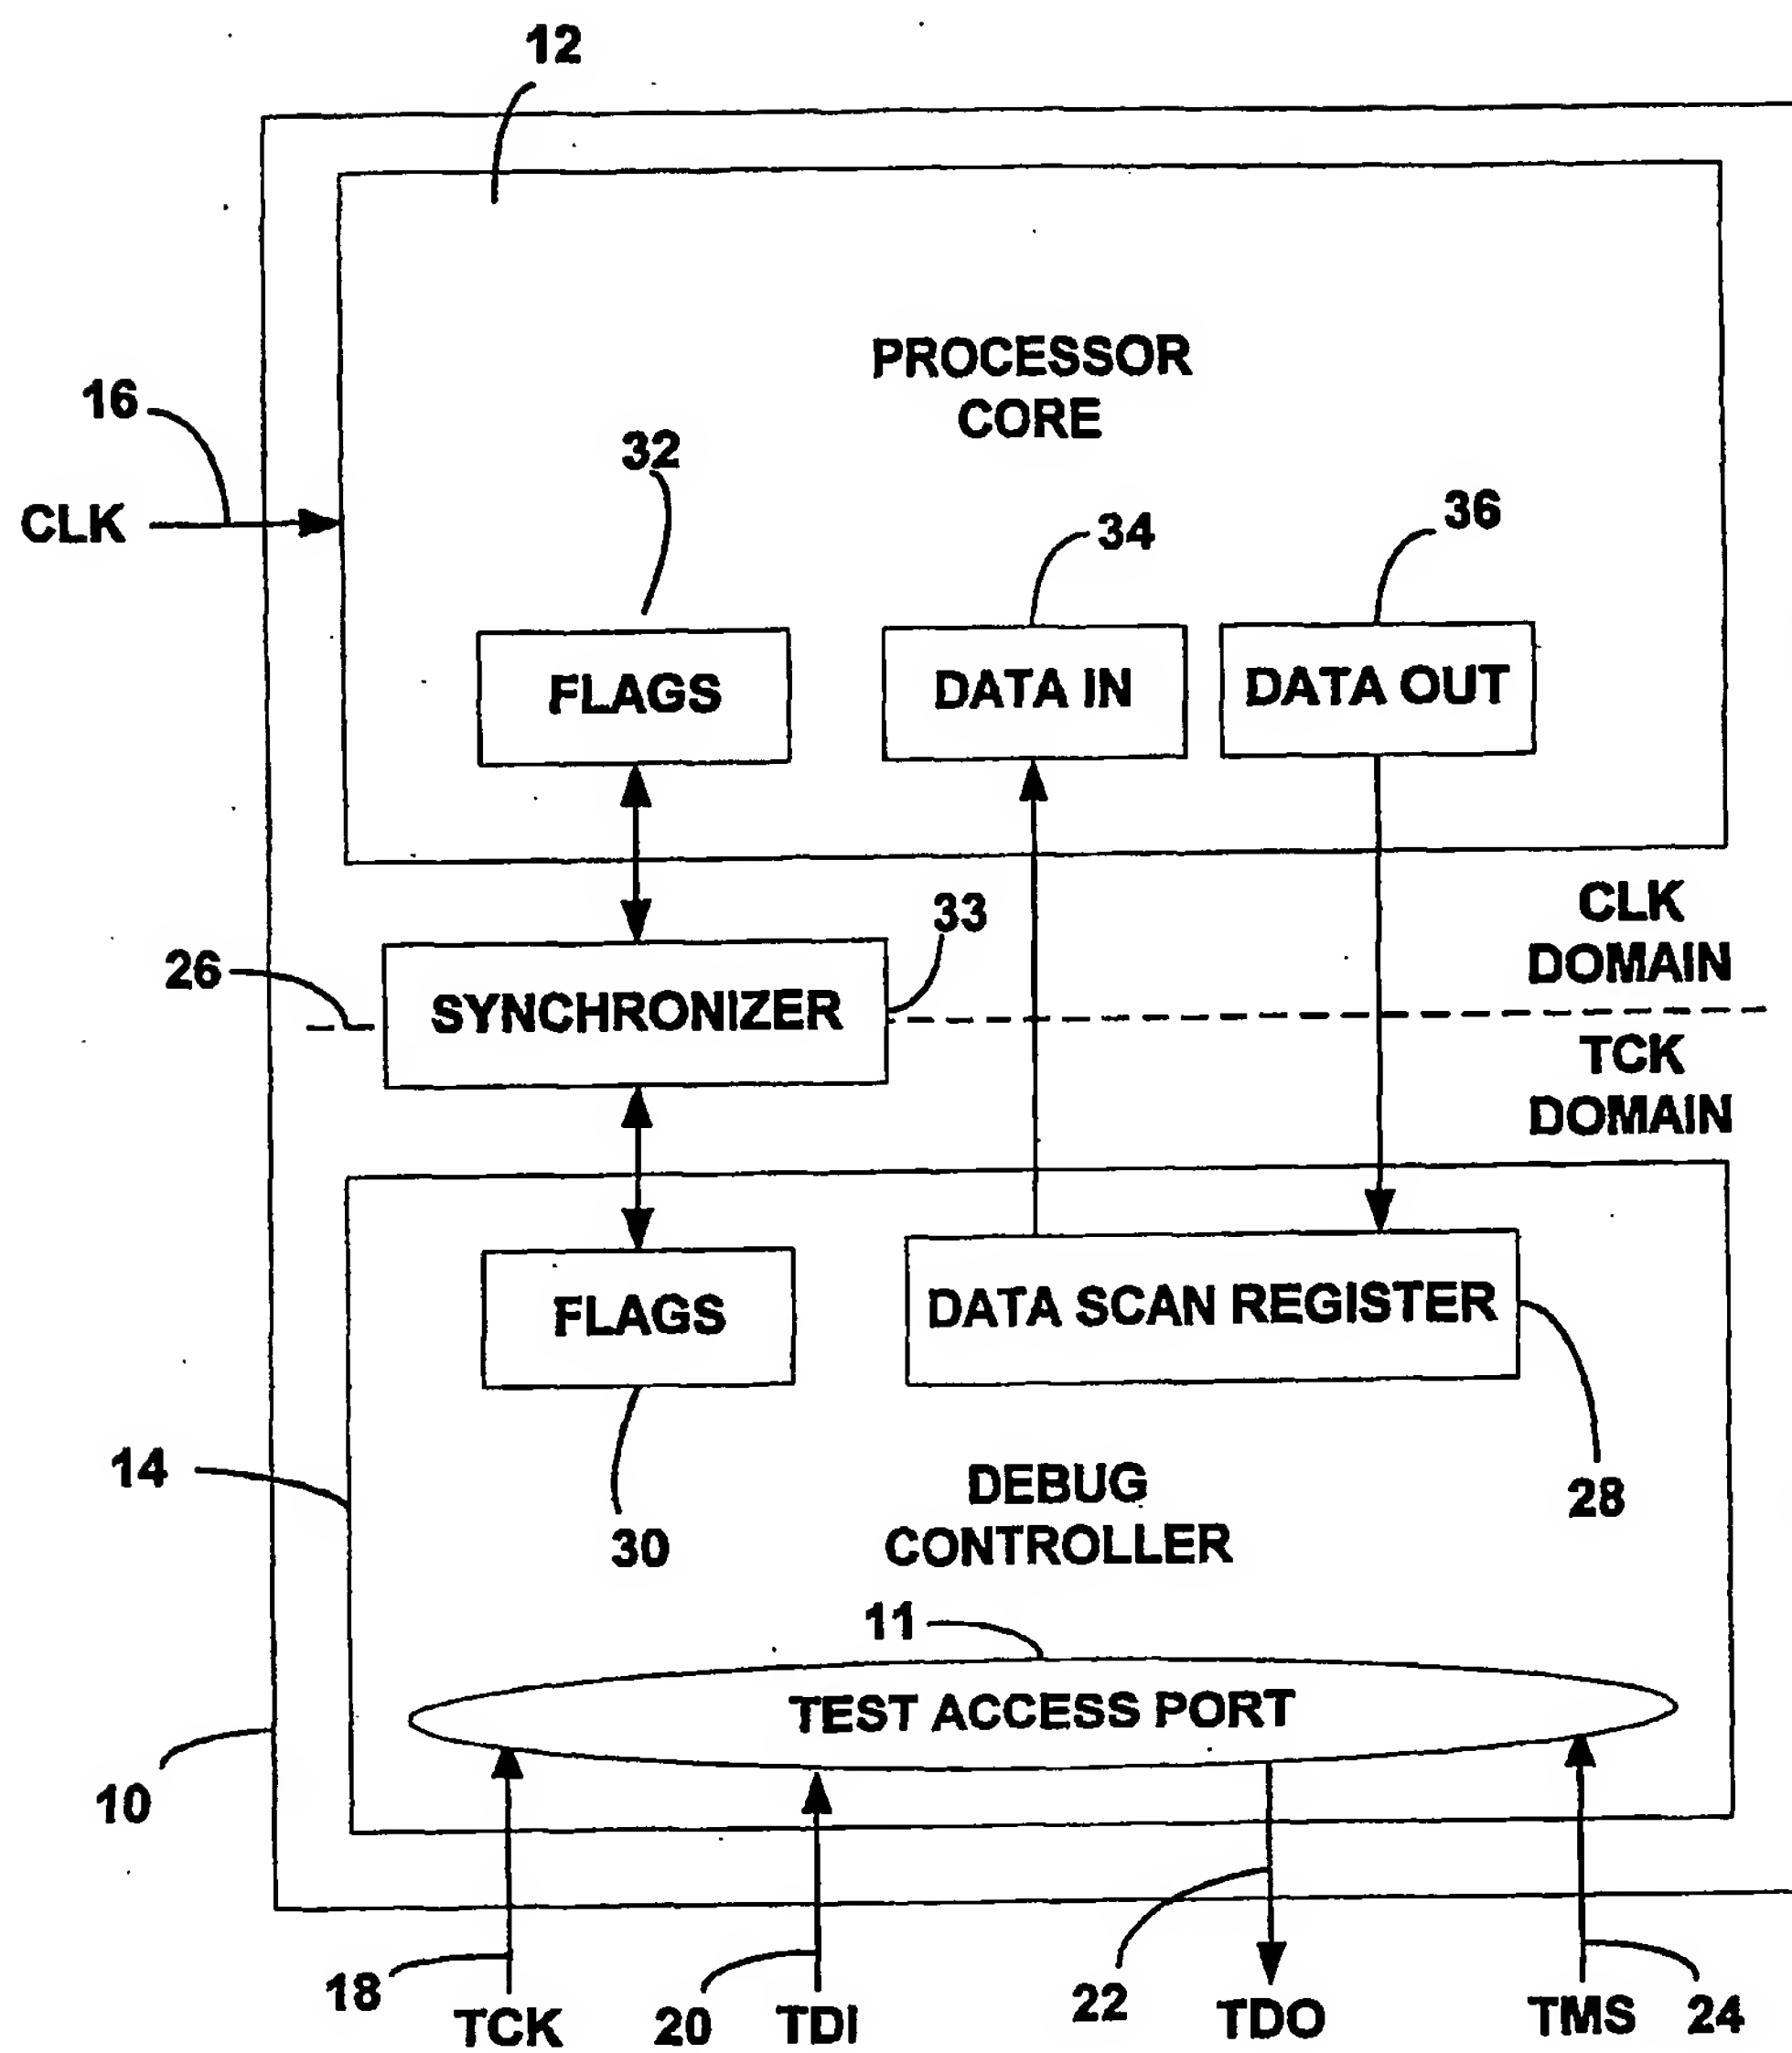 12
PROCESSOR
CORE
16
32
CLK
34
36
FLAGS
DATA IN
DATA OUT
CLK
DOMAIN
33
26
SYNCHRONIZER
TCK
DOMAIN
FLAGS
DATA SCAN REGISTER
14
DEBUG
CONTROLLER
28
30
11
TEST ACCESS PORT
10
18
TCK
20
TDI
22
TDO
TMS
24